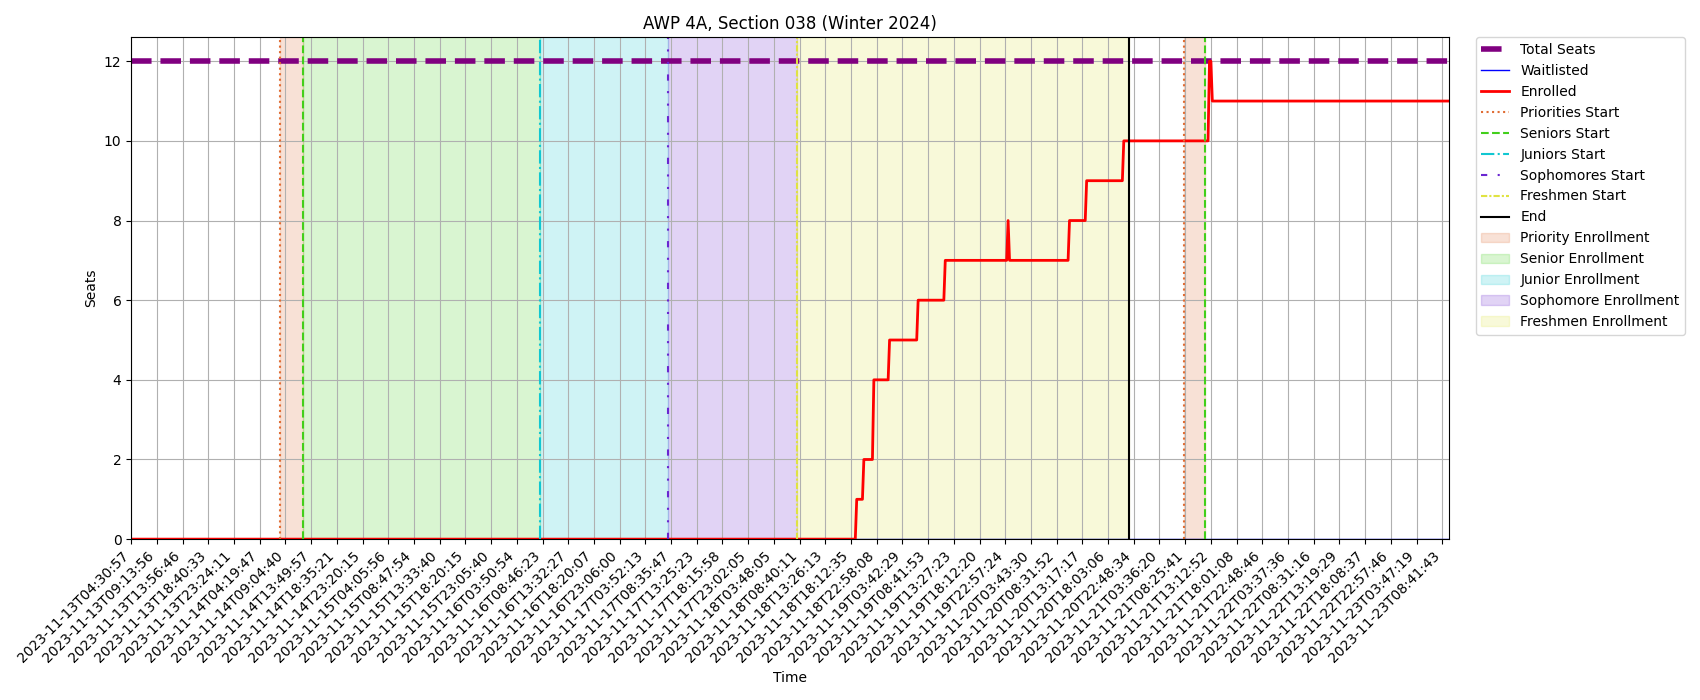 AWP 4A, Section 038 (Winter 2024)
Seats
12
10
8
6
4
2
0
2023-11-13T04:30:57
2023-11-13T09:13:56
2023-11-13T13:56:46
2023-11-13T18:40:33
2023-11-13T23:24:11
2023-11-14T04:19:47
2023-11-14T09:04:40
2023-11-14T13:49:57
2023-11-14T18:35:21
2023-11-14T23:20:15
2023-11-15T04:05:56
2023-11-15T08:47:54
2023-11-15T13:33:40
2023-11-15T18:20:15
2023-11-15T23:05:40
2023-11-16T03:50:54
2023-11-16T08:46:23
2023-11-16T13:32:27
2023-11-16T18:20:07
2023-11-16T23:06:00
2023-11-17T03:52:13
2023-11-17T08:35:47
2023-11-17T13:25:23
2023-11-17T18:15:58
2023-11-17T23:02:05
2023-11-18T03:48:05
2023-11-18T08:40:11
2023-11-18T13:26:13
2023-11-18T18:12:35
2023-11-18T22:58:08
2023-11-19T03:42:29
2023-11-19T08:41:53
2023-11-19T13:27:23
2023-11-19T18:12:20
2023-11-19T22:57:24
2023-11-20T03:43:30
2023-11-20T08:31:52
2023-11-20T13:17:17
2023-11-20T18:03:06
2023-11-20T22:48:34
2023-11-21T03:36:20
2023-11-21T08:25:41
2023-11-21T13:12:52
2023-11-21T18:01:08
2023-11-21T22:48:46
2023-11-22T03:37:36
2023-11-22T08:31:16
2023-11-22T13:19:29
2023-11-22T18:08:37
2023-11-22T22:57:46
2023-11-23T03:47:19
2023-11-23T08:41:43
Time
Total Seats
Waitlisted
Enrolled
Priorities Start
Seniors Start
Juniors Start
Sophomores Start
Freshmen Start
End
Priority Enrollment
Senior Enrollment
Junior Enrollment
Sophomore Enrollment
Freshmen Enrollment